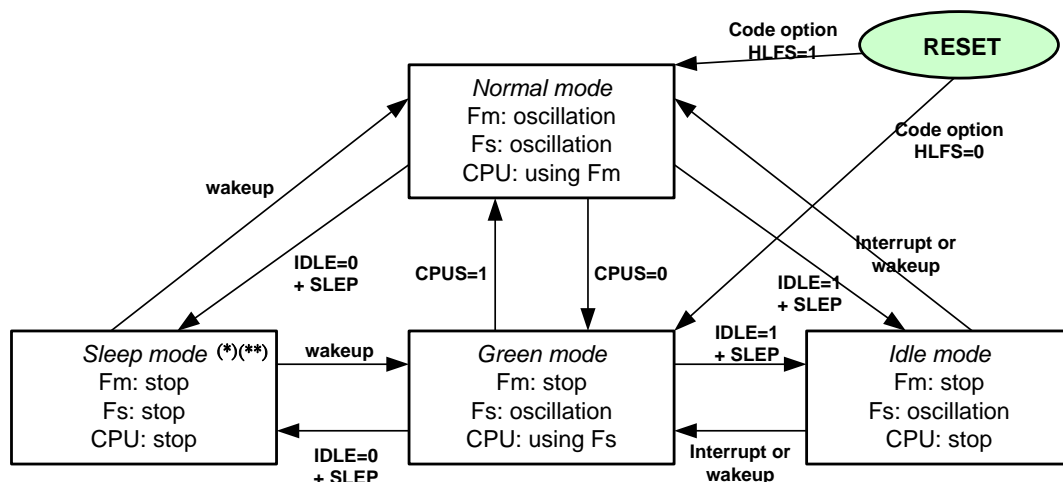 Code option
HLFS=1
RESET
Normal mode
Fm: oscillation
Fs: oscillation
CPU: using Fm
Code option
HLFS=0
wakeup
IDLE=0
+ SLEP
CPUS=1
CPUS=0
Interrupt or
wakeup
IDLE=1
+ SLEP
Sleep mode (*)(**)
Fm: stop
Fs: stop
CPU: stop
wakeup
IDLE=0
+ SLEP
Green mode
Fm: stop
Fs: oscillation
CPU: using Fs
IDLE=1
+ SLEP
Interrupt or
wakeup
Idle mode
Fm: stop
Fs: oscillation
CPU: stop